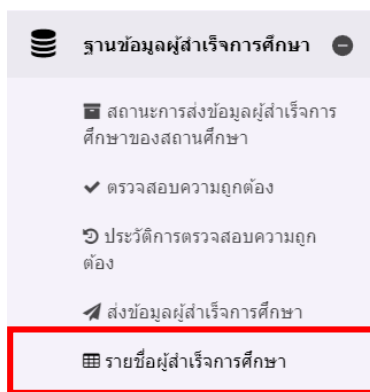 ฐานข้อมูลผู้สำเร็จการศึกษา
สถานะการส่งข้อมูลผู้สำเร็จการ
ศึกษาของสถานศึกษา
ตรวจสอบความถูกต้อง
ประวัติการตรวจสอบความถูก
ต้อง
ส่งข้อมูลผู้สำเร็จการศึกษา
รายชื่อผู้สำเร็จการศึกษา